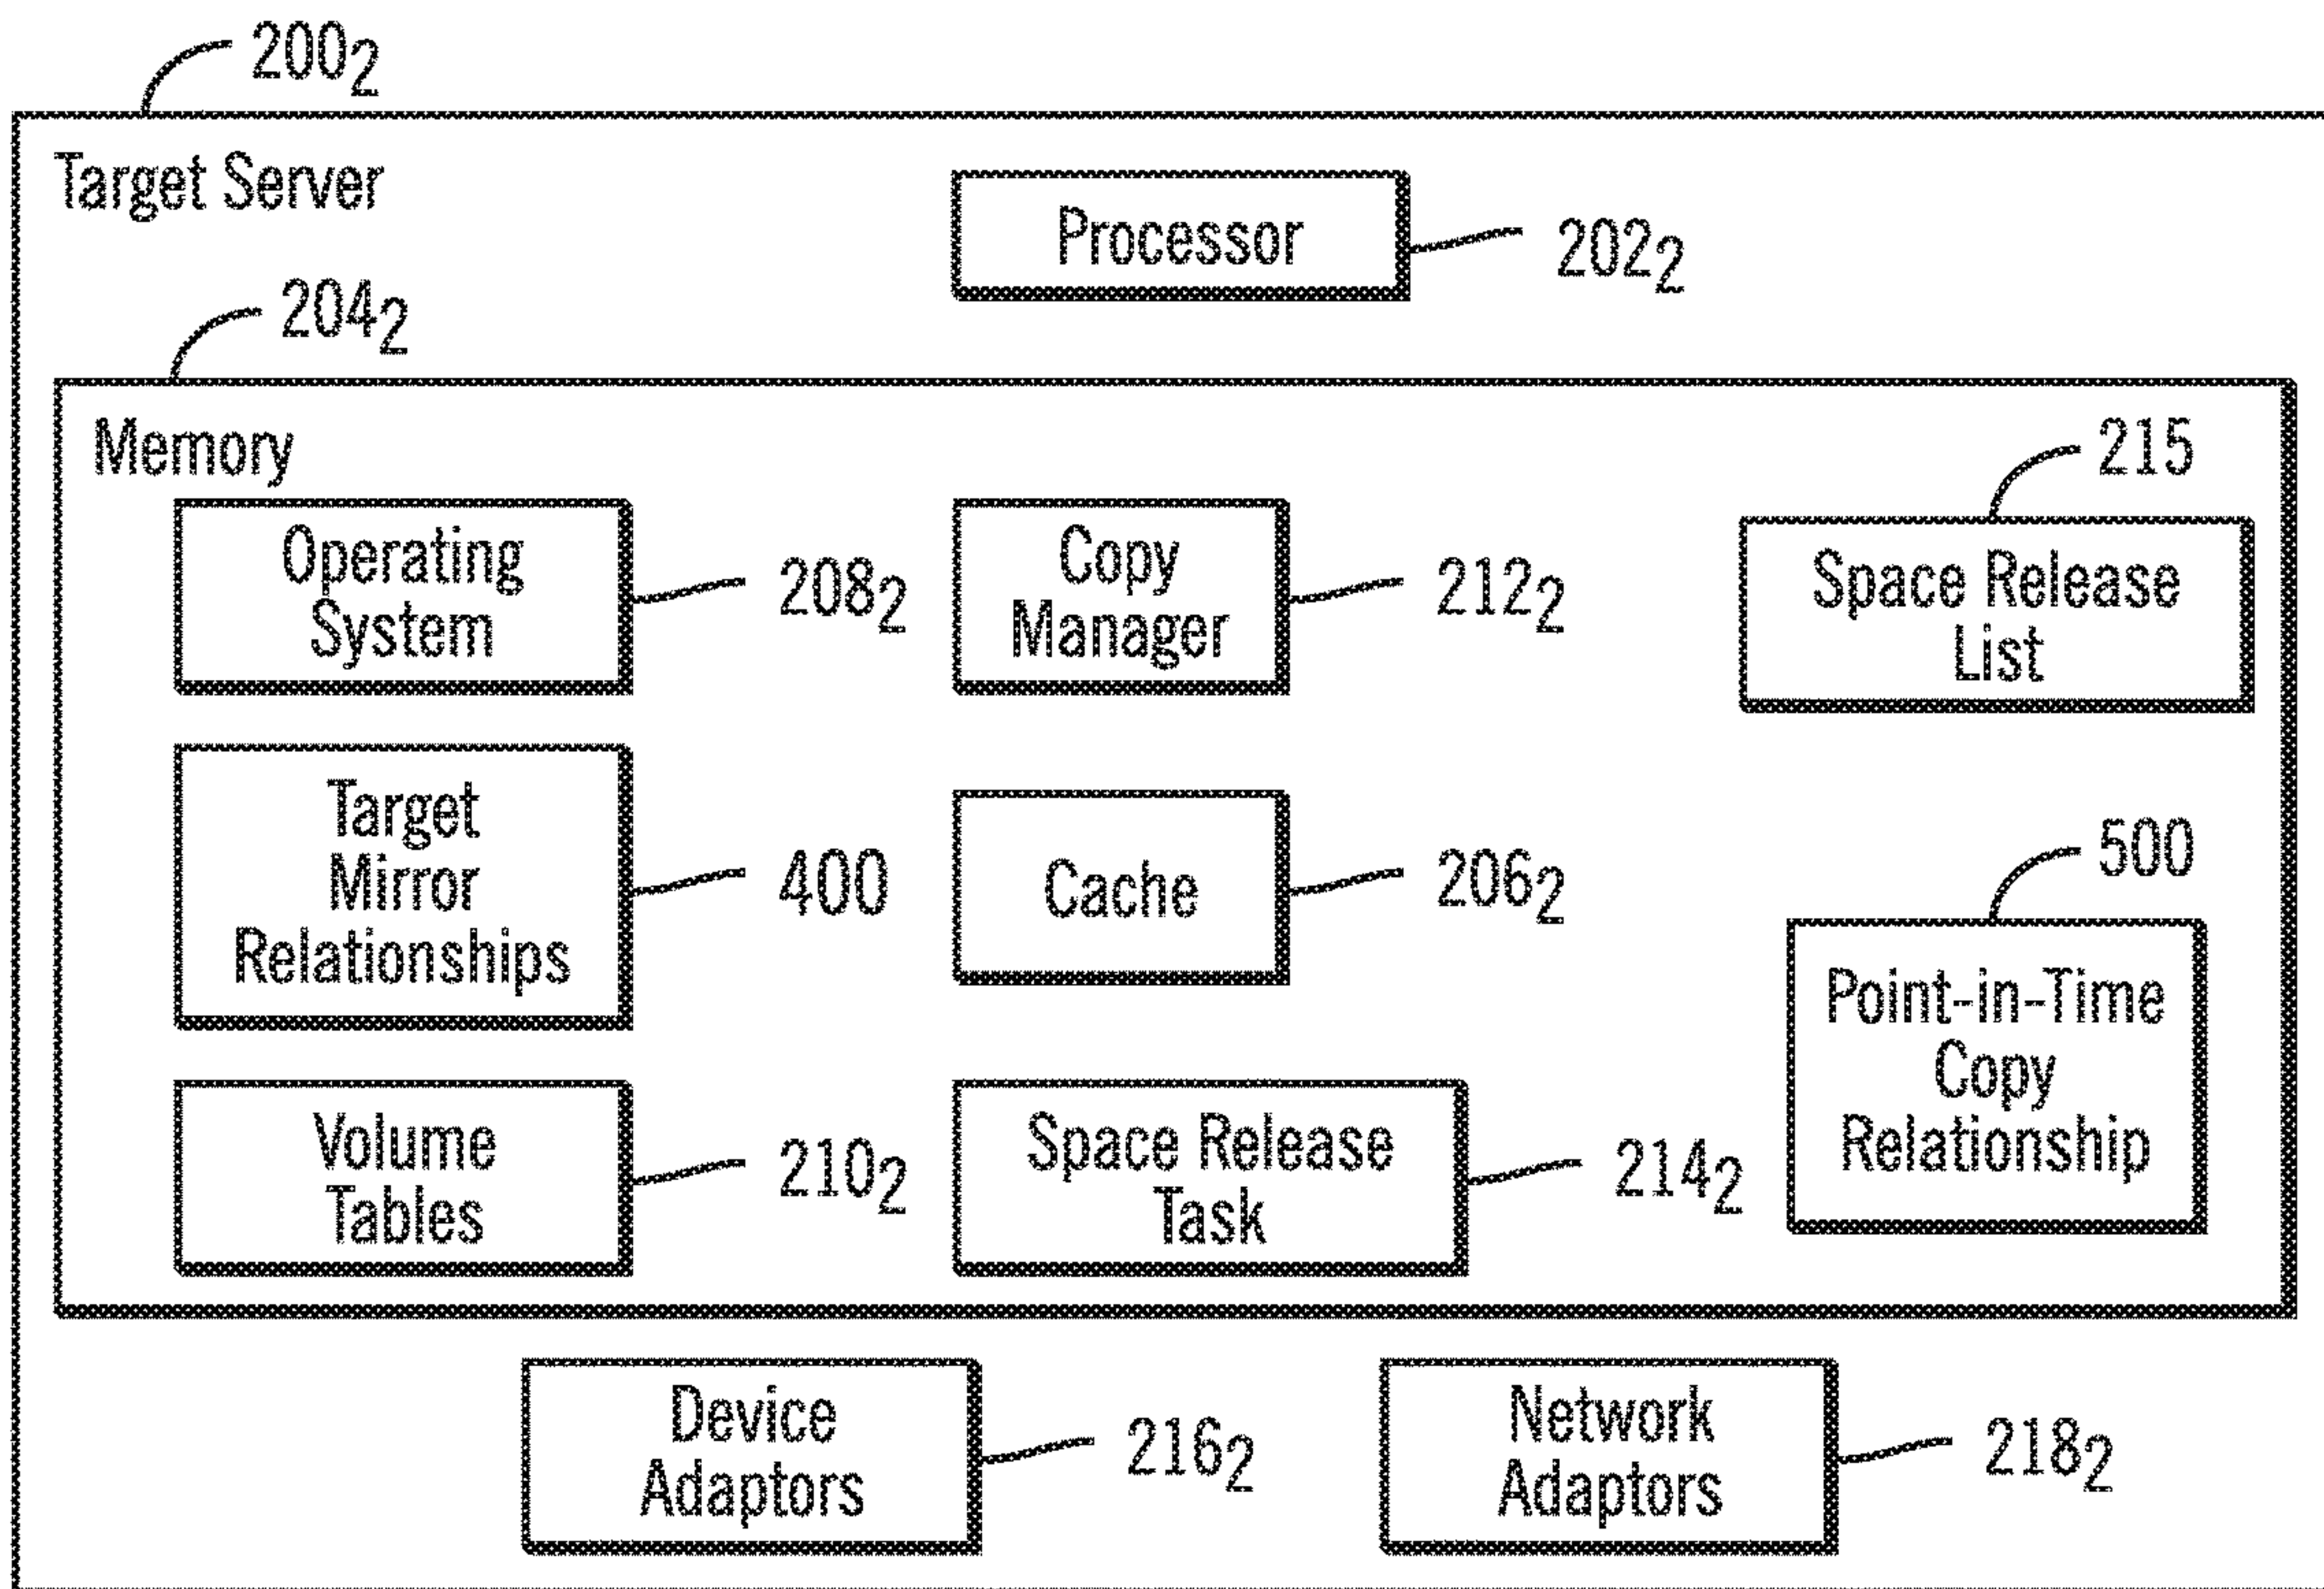 200₂
Target Server
Processor
202₂
204₂
Memory
215
Operating
System
208₂
Copy
Manager
212₂
Space Release
List
Target
Mirror
Relationships
400
Cache
206₂
500
Point-in-Time
Copy
Relationship
Volume
Tables
210₂
Space Release
Task
214₂
Device
Adaptors
216₂
Network
Adaptors
218₂